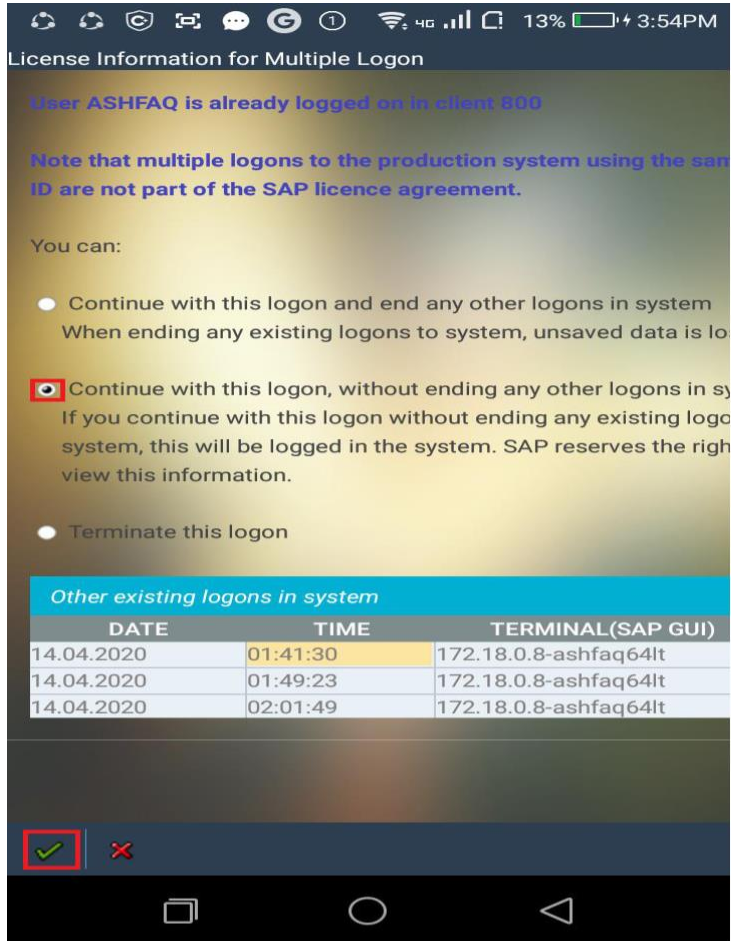 4G 13% 3:54PM
License Information for Multiple Logon
User ASHFAQ is already logged on in client 800
Note that multiple logons to the production system using the
ID are not part of the SAP licence agreement.
You can:
Continue with this logon and end any other logons in system
When ending any existing logons to system, unsaved data is
Continue with this logon, without ending any other logons in
If you continue with this logon without ending any existing
system, this will be logged in the system. SAP reserves the
view this information.
Terminate this logon
Other existing logons in system
DATE TIME TERMINAL(SAP GUI)
14.04.2020 01:41:30 172.18.0.8-ashfaq64lt
14.04.2020 01:49:23 172.18.0.8-ashfaq64lt
14.04.2020 02:01:49 172.18.0.8-ashfaq64lt